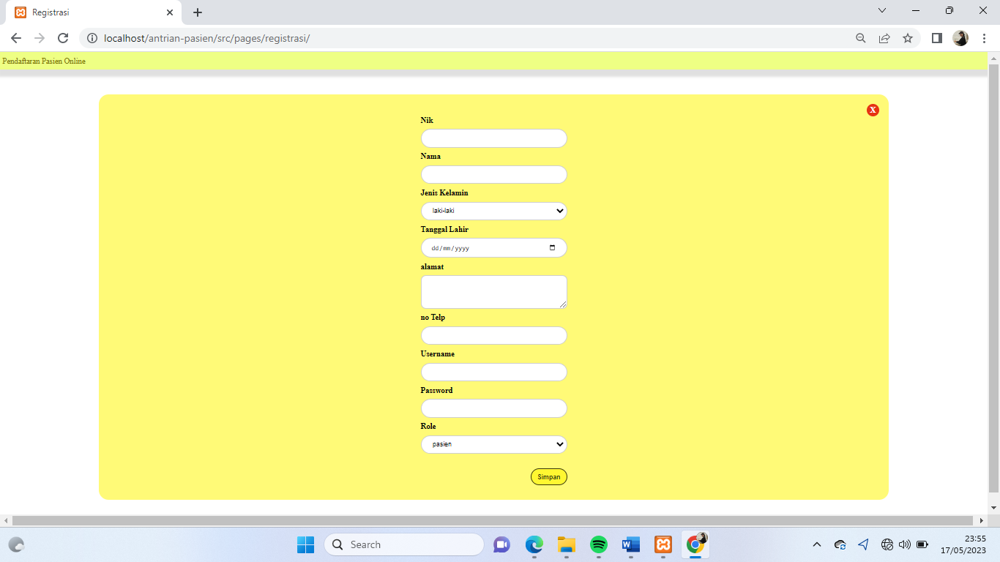 Registrasi
localhost/antrian-pasien/src/pages/registrasi/
Pendaftaran Pasien Online
X
Nik
Nama
Jenis Kelamin
laki-laki
Tanggal Lahir
dd/mm/yyyy
alamat
no Telp
Username
Password
Role
pasien
Simpan
Search
23:55
17/05/2023